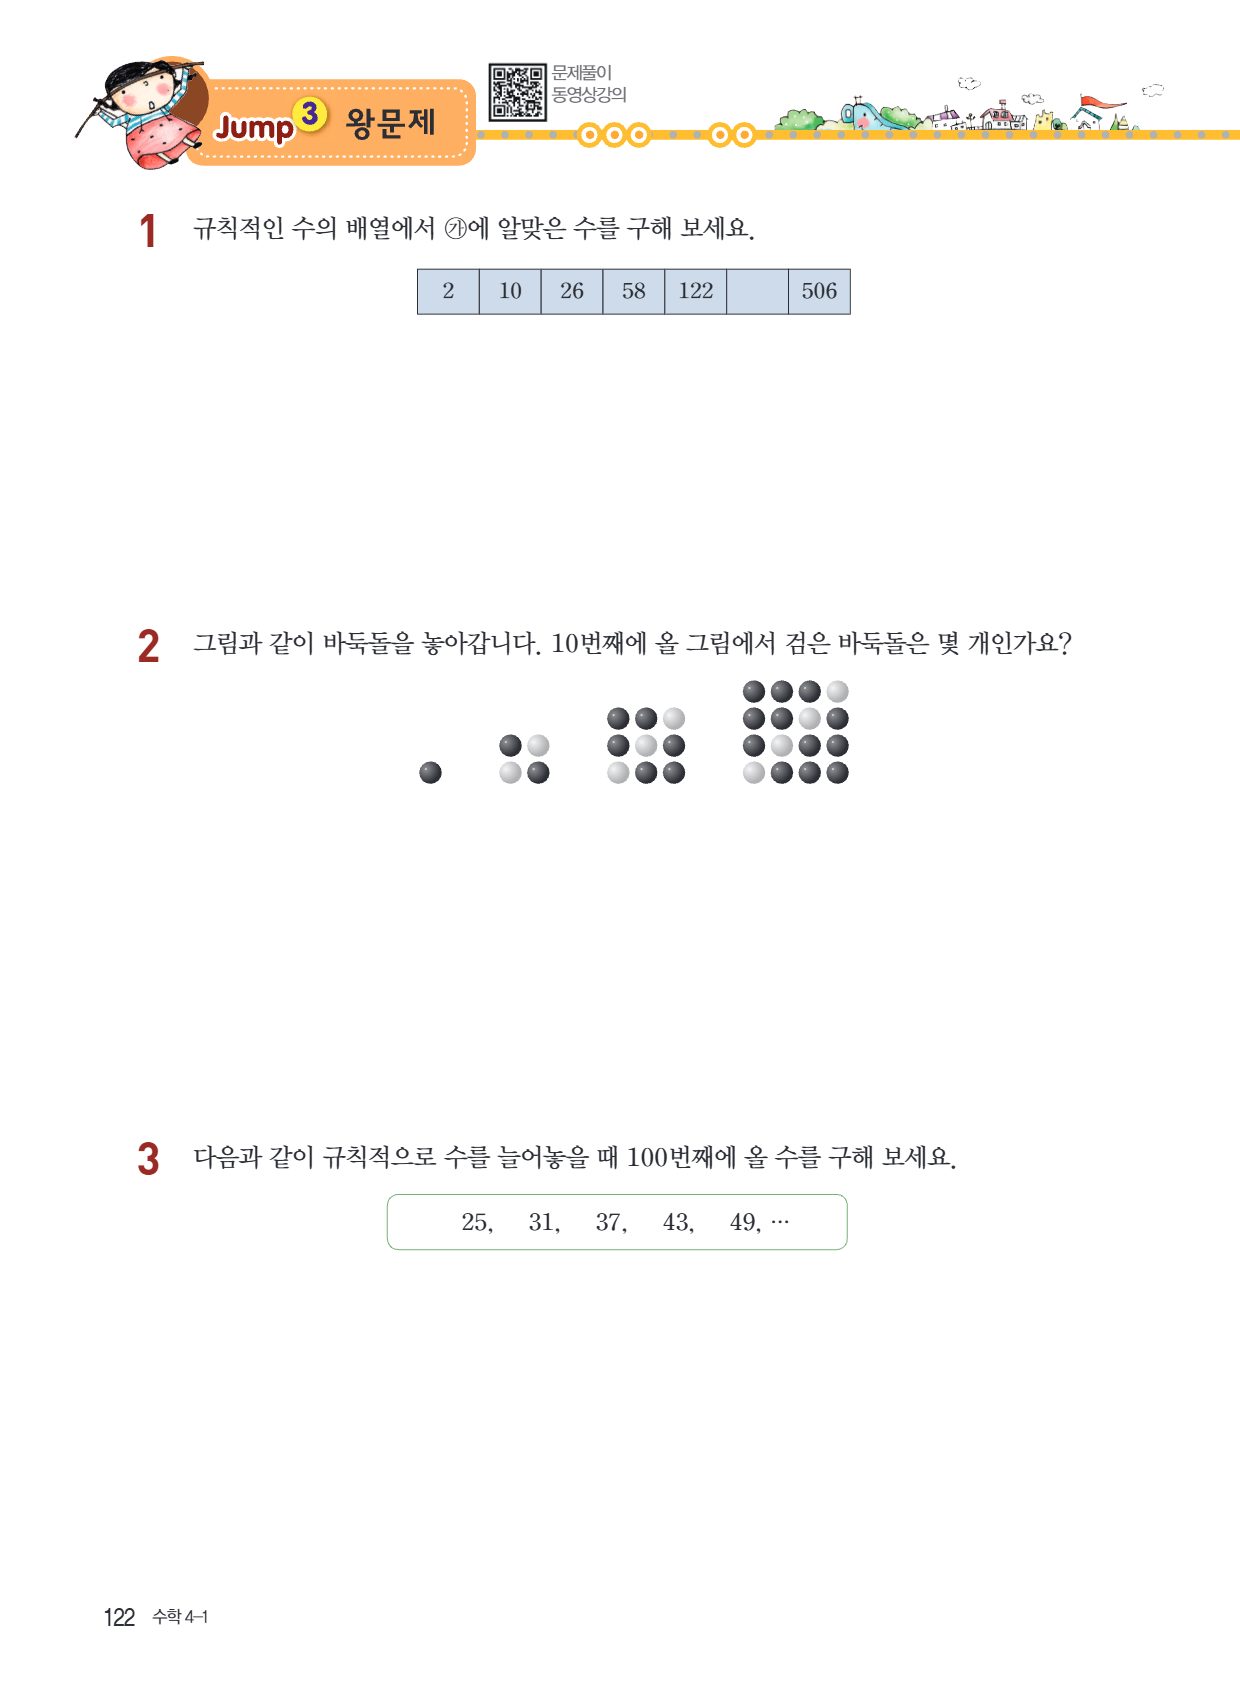 Jump 3 왕문제
문제풀이
동영상강의
1 규칙적인 수의 배열에서 ㉮에 알맞은 수를 구해 보세요.
2 10 26 58 122 506
2 그림과 같이 바둑돌을 놓아갑니다. 10번째에 올 그림에서 검은 바둑돌은 몇 개인가요?
3 다음과 같이 규칙적으로 수를 늘어놓을 때 100번째에 올 수를 구해 보세요.
25, 31, 37, 43, 49, ···
122 수학 4-1